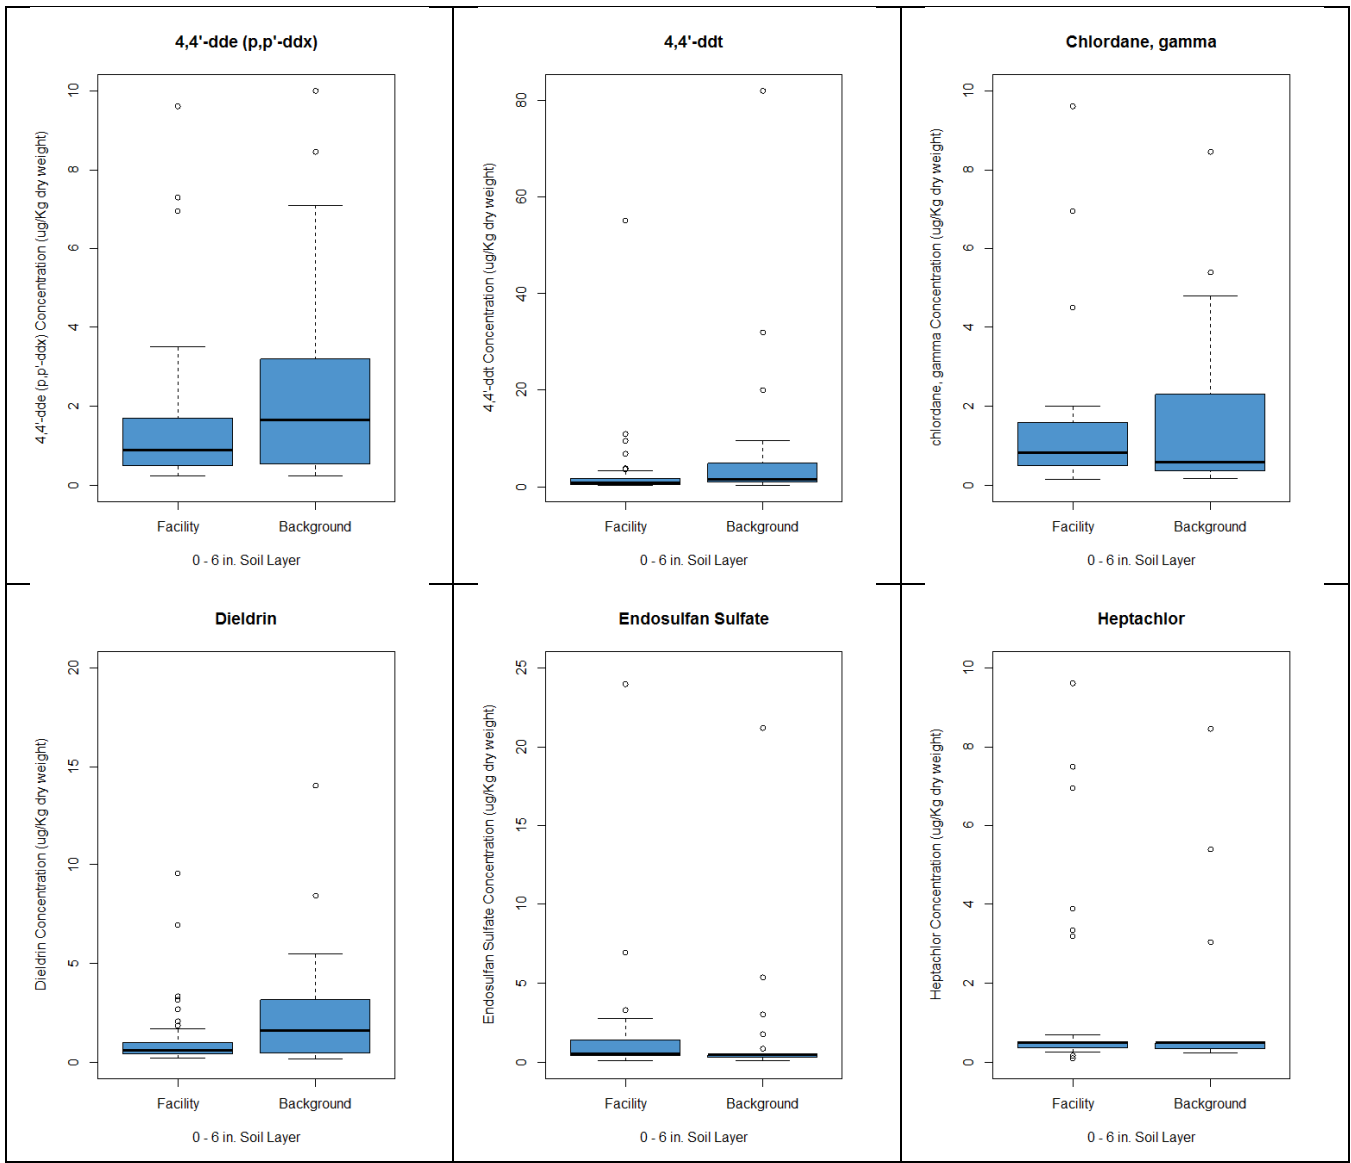 4,4'-dde (p,p'-ddx)
4,4'-dde (p,p'-ddx) Concentration (ug/Kg dry weight)
10
8
6
4
2
0
Facility Background
0 - 6 in. Soil Layer
4,4'-ddt
4,4'-ddt Concentration (ug/Kg dry weight)
80
60
40
20
0
Facility Background
0 - 6 in. Soil Layer
Chlordane, gamma
chlordane, gamma Concentration (ug/Kg dry weight)
10
8
6
4
2
0
Facility Background
0 - 6 in. Soil Layer
Dieldrin
Dieldrin Concentration (ug/Kg dry weight)
20
15
10
5
0
Facility Background
0 - 6 in. Soil Layer
Endosulfan Sulfate
Endosulfan Sulfate Concentration (ug/Kg dry weight)
25
20
15
10
5
0
Facility Background
0 - 6 in. Soil Layer
Heptachlor
Heptachlor Concentration (ug/Kg dry weight)
10
8
6
4
2
0
Facility Background
0 - 6 in. Soil Layer